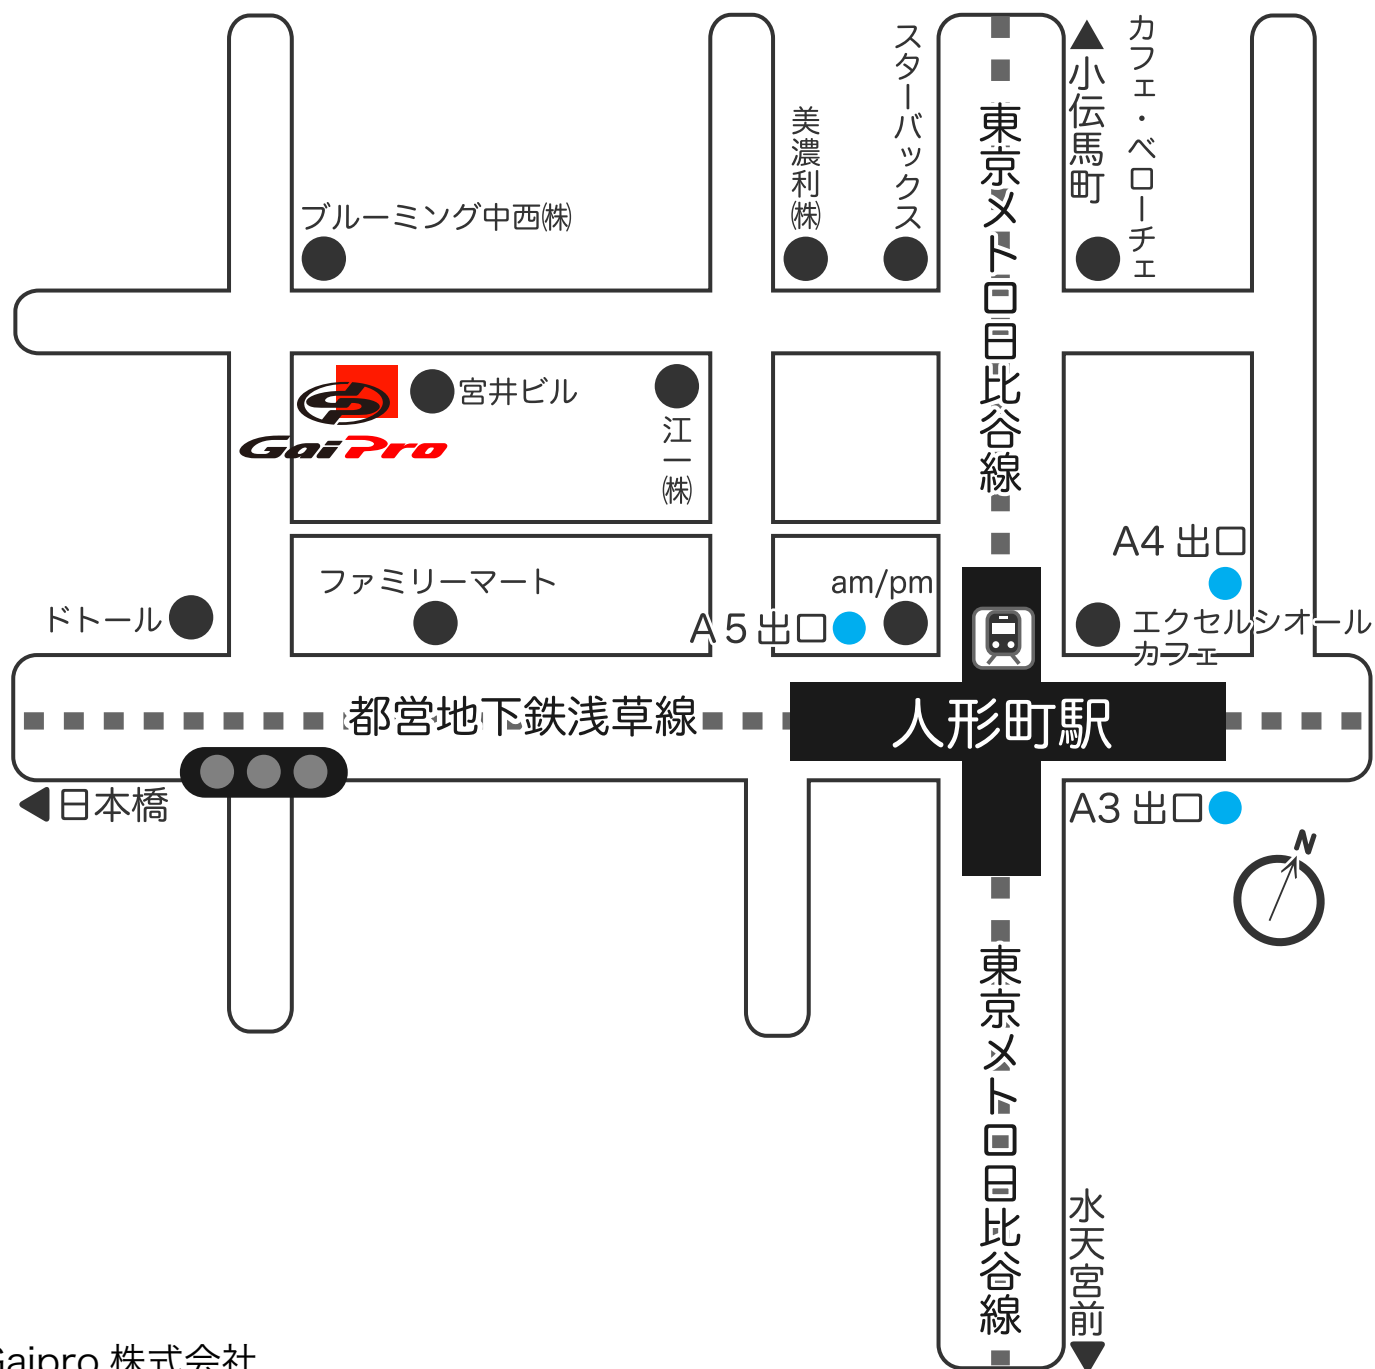 カフェ・ベローチェ
小伝馬町
スターバックス
美濃利㈱
東京メトロ日比谷線
ブルーミング中西㈱
宮井ビル
江一㈱
GaiPro
A4 出口
ファミリーマート
am/pm
ドトール
A5 出口
エクセルシオール
カフェ
都営地下鉄浅草線
人形町駅
日本橋
A3 出口
N
東京メトロ日比谷線
水天宮前
Gaipro 株式会社